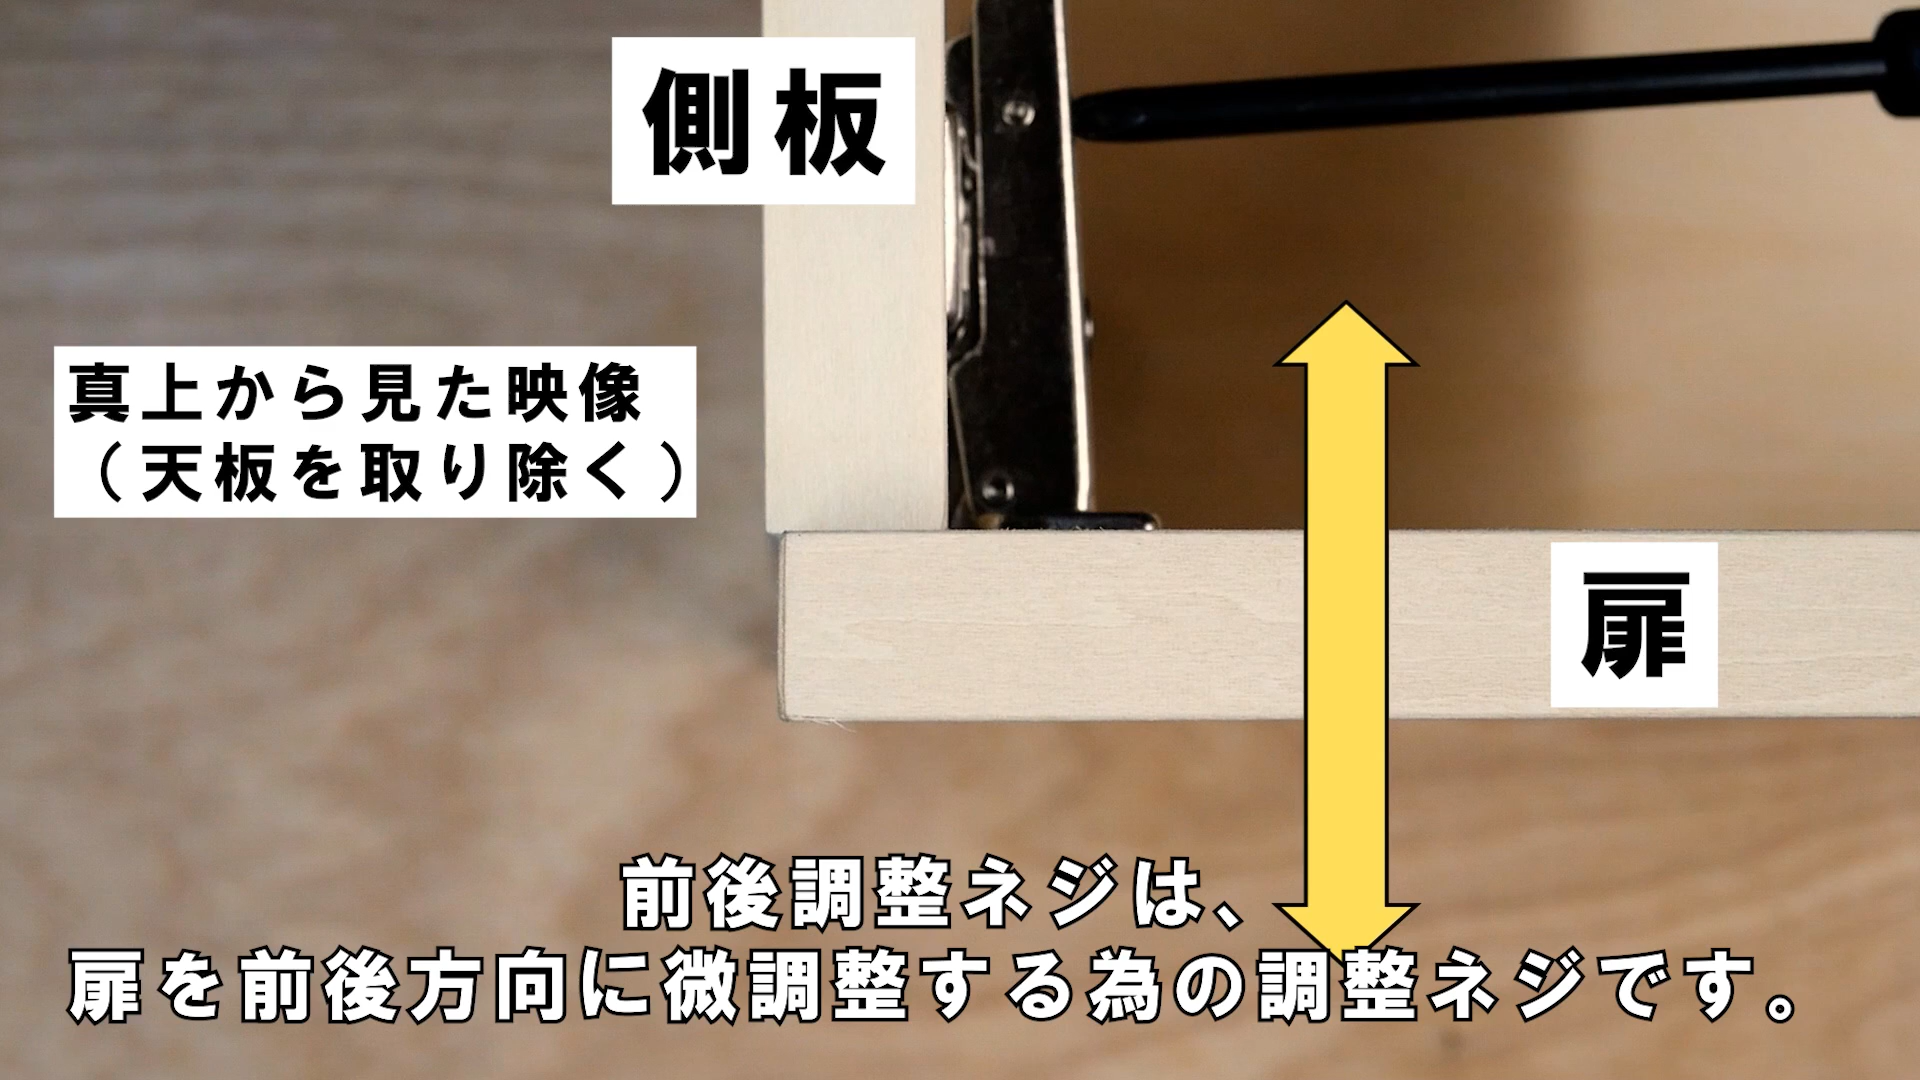 側板
真上から見た映像
（天板を取り除く）
扉
前後調整ネジは、
扉を前後方向に微調整する為の調整ネジです。